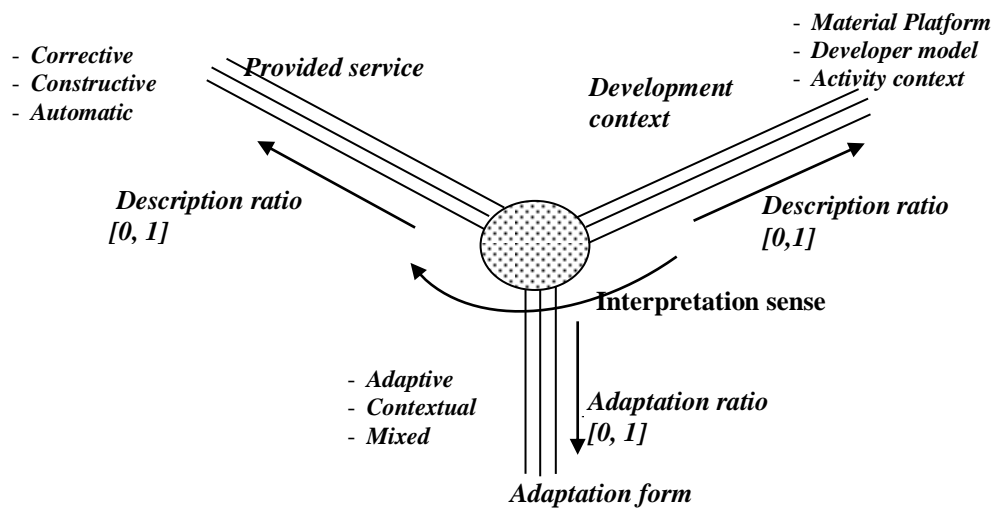 - Corrective
- Constructive
- Automatic
Provided service
Development
context
- Material Platform
- Developer model
- Activity context
Description ratio
[0, 1]
Description ratio
[0,1]
Interpretation sense
- Adaptive
- Contextual
- Mixed
Adaptation ratio
[0, 1]
Adaptation form